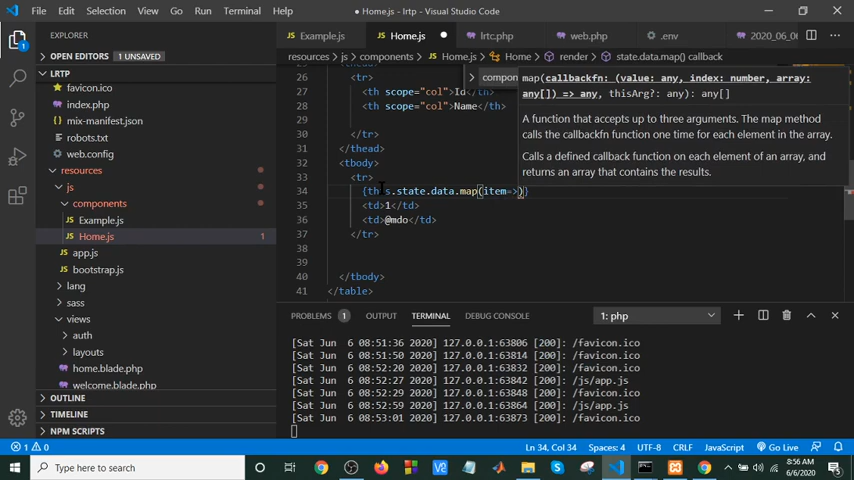 File Edit Selection View Go Run Terminal Help ● Home.js - lrtp - Visual Studio Code
EXPLORER ...
OPEN EDITORS 1 UNSAVED
LRTP
favicon.ico
index.php
mix-manifest.json
robots.txt
web.config
resources
js
components
Example.js
Home.js 1
app.js
bootstrap.js
lang
sass
views
auth
layouts
home.blade.php
welcome.blade.php
OUTLINE
TIMELINE
NPM SCRIPTS
Example.js Home.js ● lrtc.php web.php .env 2020_06_0
resources > js > components > Home.js > Home > render > state.data.map() callback
26 <tr>
27 <th scope="col">Id</th>
28 <th scope="col">Name</th>
29
30 </tr>
31 </thead>
32 <tbody>
33 <tr>
34 {this.state.data.map(item=>)}
35 <td>1</td>
36 <td>@mdo</td>
37 </tr>
38
39
40 </tbody>
41 </table>
compon
map(callbackfn: (value: any, index: number, array:
any[]) => any, thisArg?: any): any[]
A function that accepts up to three arguments. The map method
calls the callbackfn function one time for each element in the array.
Calls a defined callback function on each element of an array, and
returns an array that contains the results.
PROBLEMS 1 OUTPUT TERMINAL DEBUG CONSOLE 1: php
[Sat Jun 6 08:51:36 2020] 127.0.0.1:63806 [200]: /favicon.ico
[Sat Jun 6 08:51:50 2020] 127.0.0.1:63814 [200]: /favicon.ico
[Sat Jun 6 08:52:20 2020] 127.0.0.1:63832 [200]: /favicon.ico
[Sat Jun 6 08:52:27 2020] 127.0.0.1:63842 [200]: /js/app.js
[Sat Jun 6 08:52:29 2020] 127.0.0.1:63848 [200]: /favicon.ico
[Sat Jun 6 08:52:59 2020] 127.0.0.1:63864 [200]: /js/app.js
[Sat Jun 6 08:53:01 2020] 127.0.0.1:63873 [200]: /favicon.ico
1 0 Ln 34, Col 34 Spaces: 4 UTF-8 CRLF JavaScript Go Live
Type here to search
8:56 AM
6/6/2020